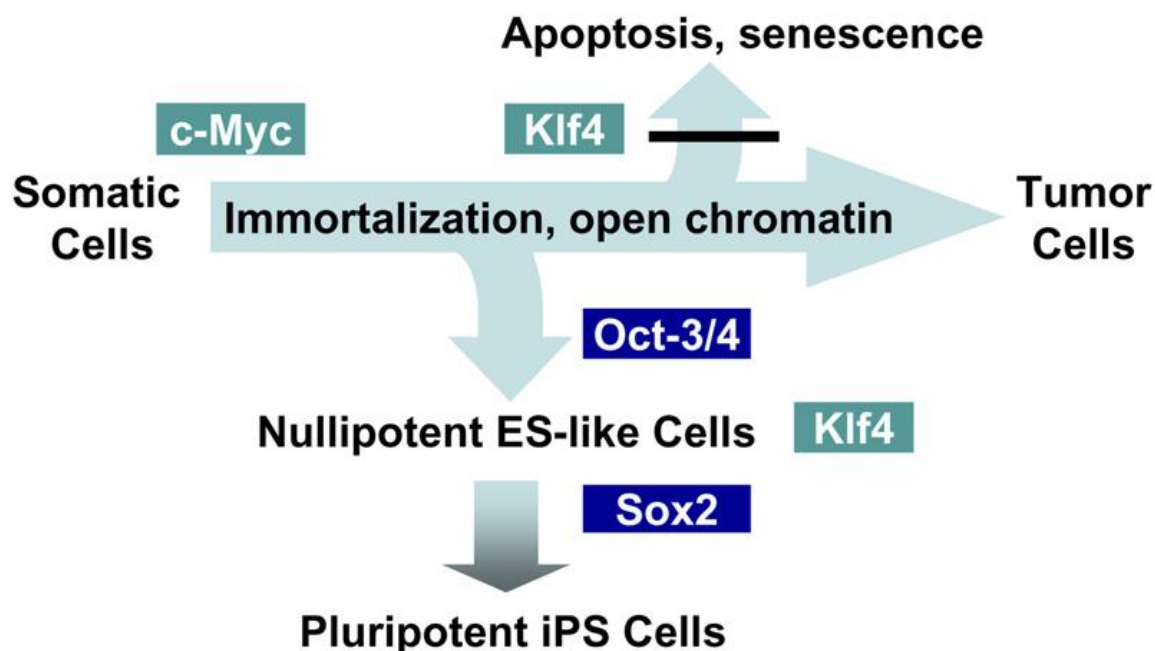 Apoptosis, senescence
c-Myc
Klf4
Somatic
Cells
Immortalization, open chromatin
Tumor
Cells
Oct-3/4
Nullipotent ES-like Cells
Klf4
Sox2
Pluripotent iPS Cells